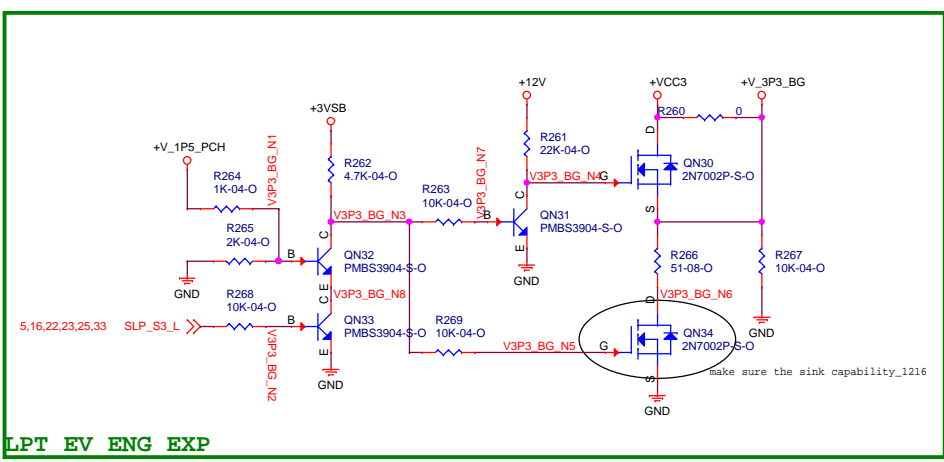 +12V
+VCC3
+V_3P3_BG
+3VSB
R260
0
D
+V_1P5_PCH
V3P3_BG_N1
R261
22K-04-O
R262
4.7K-04-O
V3P3_BG_N7
R264
1K-04-O
R263
10K-04-O
C
V3P3_BG_N4
G
QN30
2N7002P-S-O
S
V3P3_BG_N3
B
QN31
PMBS3904-S-O
E
R265
2K-04-O
C
B
QN32
PMBS3904-S-O
E
GND
GND
R266
51-08-O
R267
10K-04-O
C
V3P3_BG_N8
D
V3P3_BG_N6
GND
R268
10K-04-O
5,16,22,23,25,33
SLP_S3_L
B
QN33
PMBS3904-S-O
E
V3P3_BG_N2
GND
R269
10K-04-O
V3P3_BG_N5
G
QN34
2N7002P-S-O
S
make sure the sink capability_1216
GND
LPT EV ENG EXP